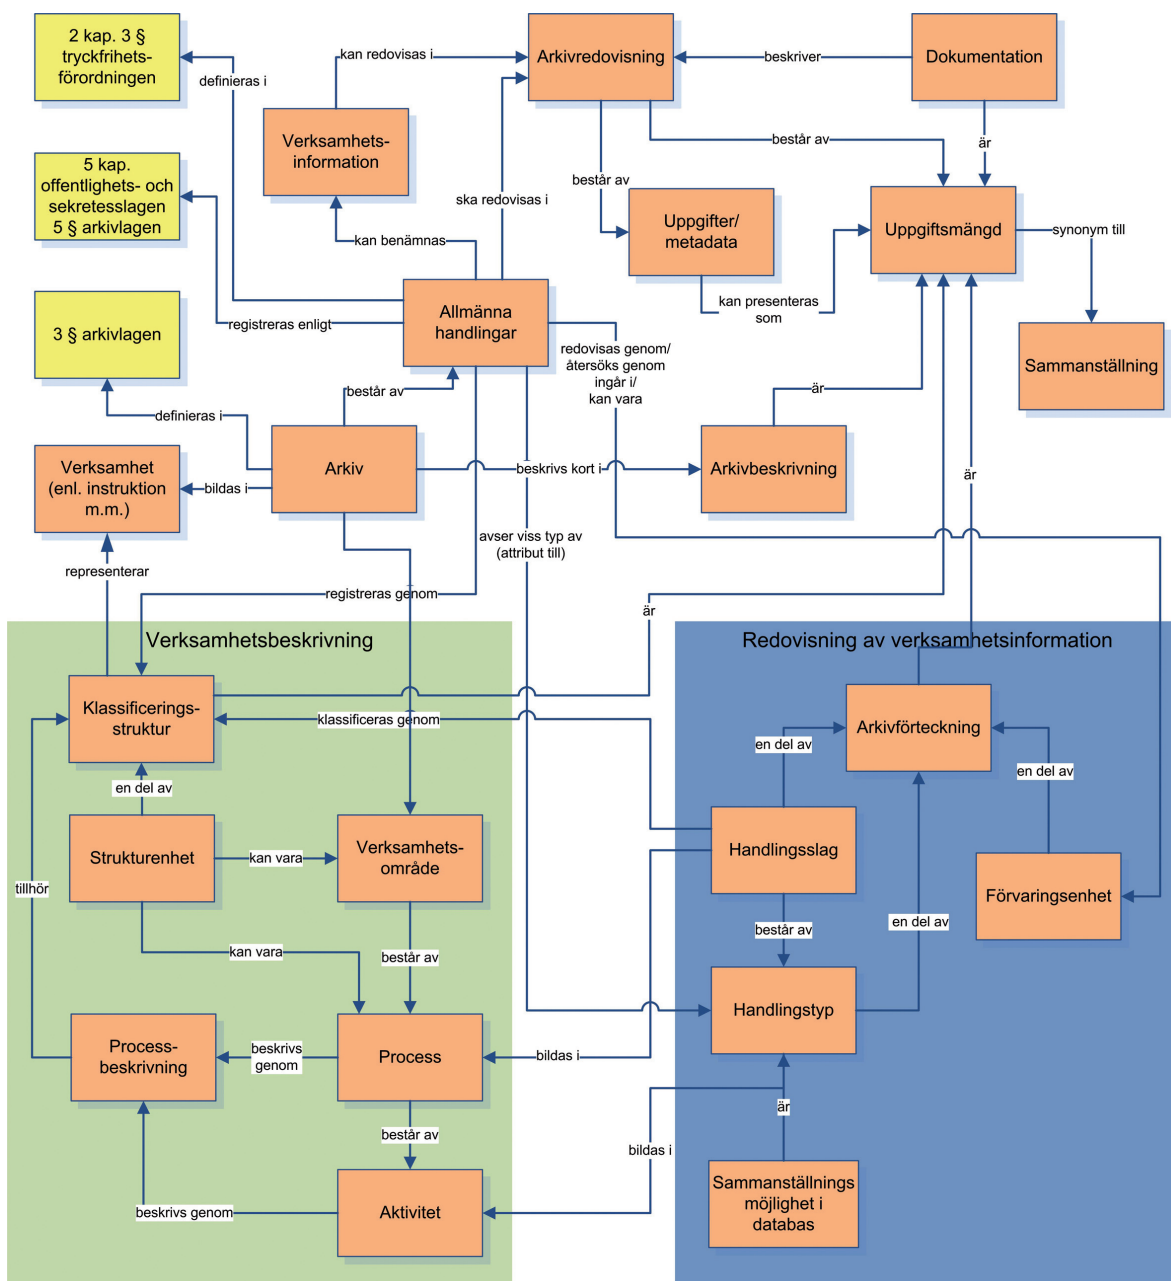 2 kap. 3 §
tryckfrihets-
förordningen
definieras i
kan redovisas i
Arkivredovisning
beskriver
Dokumentation
Verksamhets-
information
består av
är
5 kap.
offentlighets- och
sekretesslagen
5 § arkivlagen
ska redovisas i
består av
Uppgifter/
metadata
Uppgiftsmängd
synonym till
kan benämnas
kan presenteras
som
Allmänna
handlingar
registreras enligt
3 § arkivlagen
redovisas genom/
återsöks genom
ingår i/
kan vara
Sammanställning
består av
är
definieras i
Verksamhet
(enl. instruktion
m.m.)
bildas i
Arkiv
beskrivs kort i
Arkivbeskrivning
är
avser viss typ av
(attribut till)
representerar
registreras genom
är
Verksamhetsbeskrivning
Redovisning av verksamhetsinformation
Klassificerings-
struktur
klassificeras genom
Arkivförteckning
en del av
en del av
en del av
Strukturenhet
kan vara
Verksamhets-
område
Handlingsslag
tillhör
Förvaringsenhet
består av
en del av
kan vara
består av
Handlingstyp
Process-
beskrivning
beskrivs
genom
Process
bildas i
är
består av
bildas i
beskrivs genom
Aktivitet
Sammanställnings
möjlighet i
databas